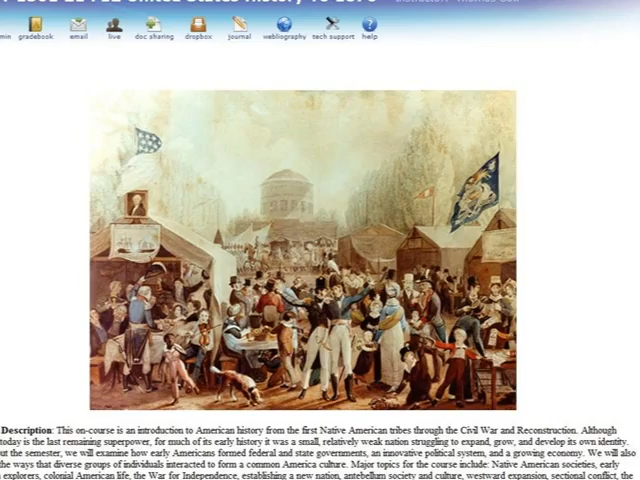 United States History To 1876
min gradebook email live doc sharing dropbox journal webliography tech support help
Description: This on-course is an introduction to American history from the first Native American tribes through the Civil War and Reconstruction. Although
today is the last remaining superpower, for much of its early history it was a small, relatively weak nation struggling to expand, grow, and develop its own identity.
ut the semester, we will examine how early Americans formed federal and state governments, an innovative political system, and a growing economy. We will also
the ways that diverse groups of individuals interacted to form a common America culture. Major topics for the course include: Native American societies, early
explorers, colonial American life, the War for Independence, establishing a new nation, antebellum society and culture, westward expansion, sectional conflict, the